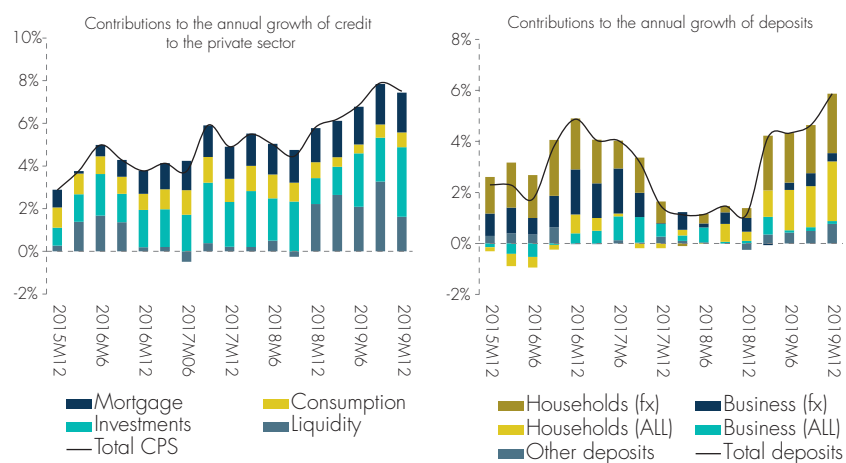 Contributions to the annual growth of credit
to the private sector
10%
8%
6%
4%
2%
0%
-2%
2015M12
2016M6
2016M12
2017M06
2017M12
2018M6
2018M12
2019M6
2019M12
Mortgage
Consumption
Investments
Liquidity
Total CPS
Contributions to the annual growth of deposits
8%
6%
4%
2%
0%
-2%
2015M12
2016M6
2016M12
2017M6
2017M12
2018M6
2018M12
2019M6
2019M12
Households (fx)
Business (fx)
Households (ALL)
Business (ALL)
Other deposits
Total deposits